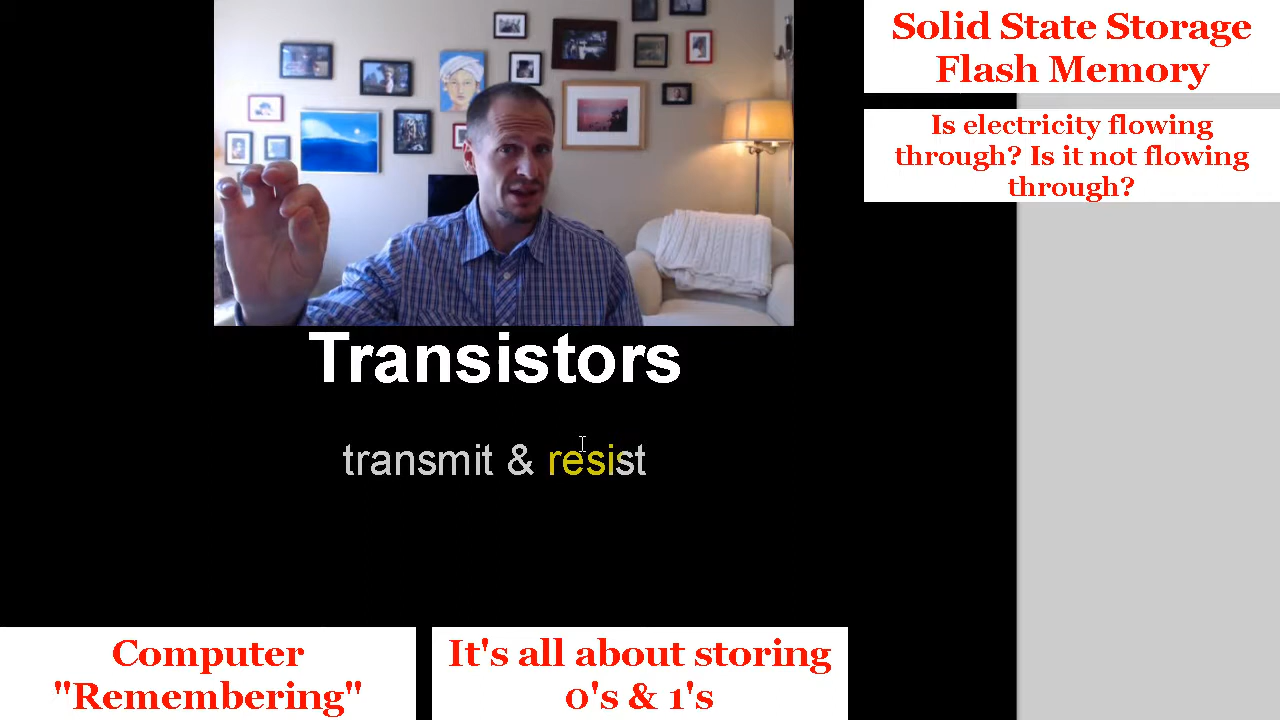 Solid State Storage
Flash Memory
Is electricity flowing
through? Is it not flowing
through?
Transistors
transmit & resist
Computer
"Remembering"
It's all about storing
0's & 1's